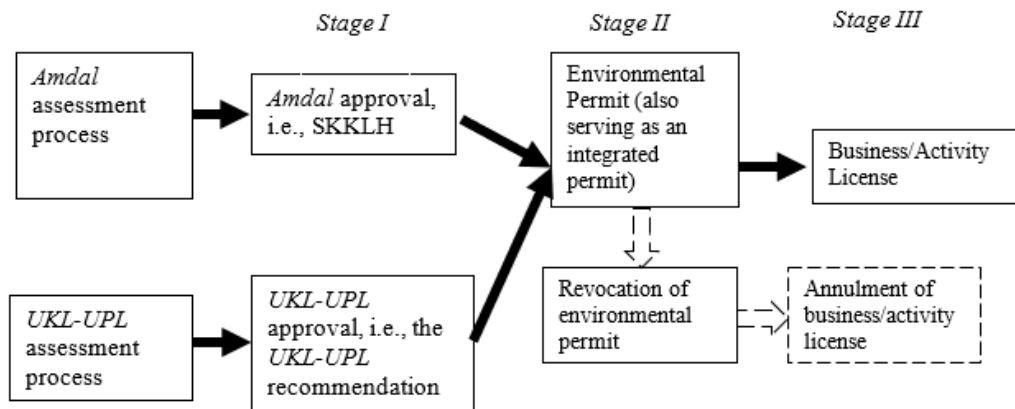 Stage I
Stage II
Stage III
Amdal
assessment
process
Amdal approval,
i.e., SKKLH
Environmental
Permit (also
serving as an
integrated
permit)
Business/Activity
License
UKL-UPL
assessment
process
UKL-UPL
approval, i.e., the
UKL-UPL
recommendation
Revocation of
environmental
permit
Annulment of
business/activity
license